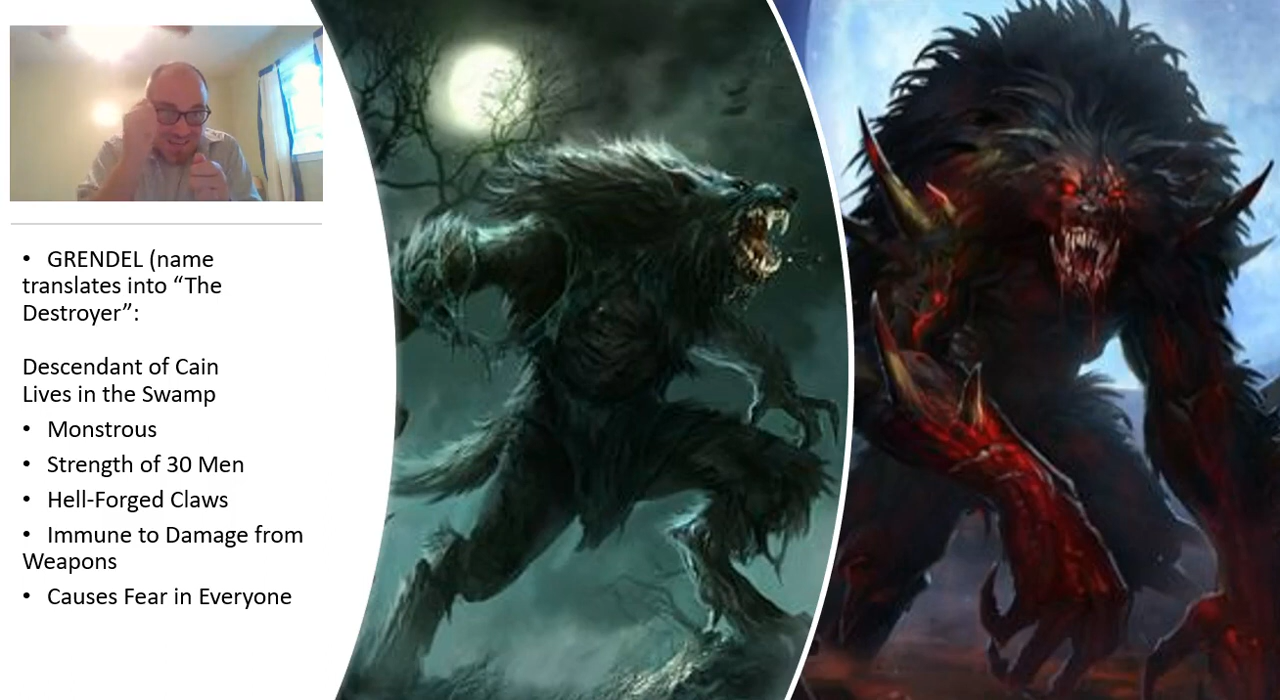 • GRENDEL (name
translates into “The
Destroyer”:
Descendant of Cain
Lives in the Swamp
• Monstrous
• Strength of 30 Men
• Hell-Forged Claws
• Immune to Damage from
Weapons
• Causes Fear in Everyone